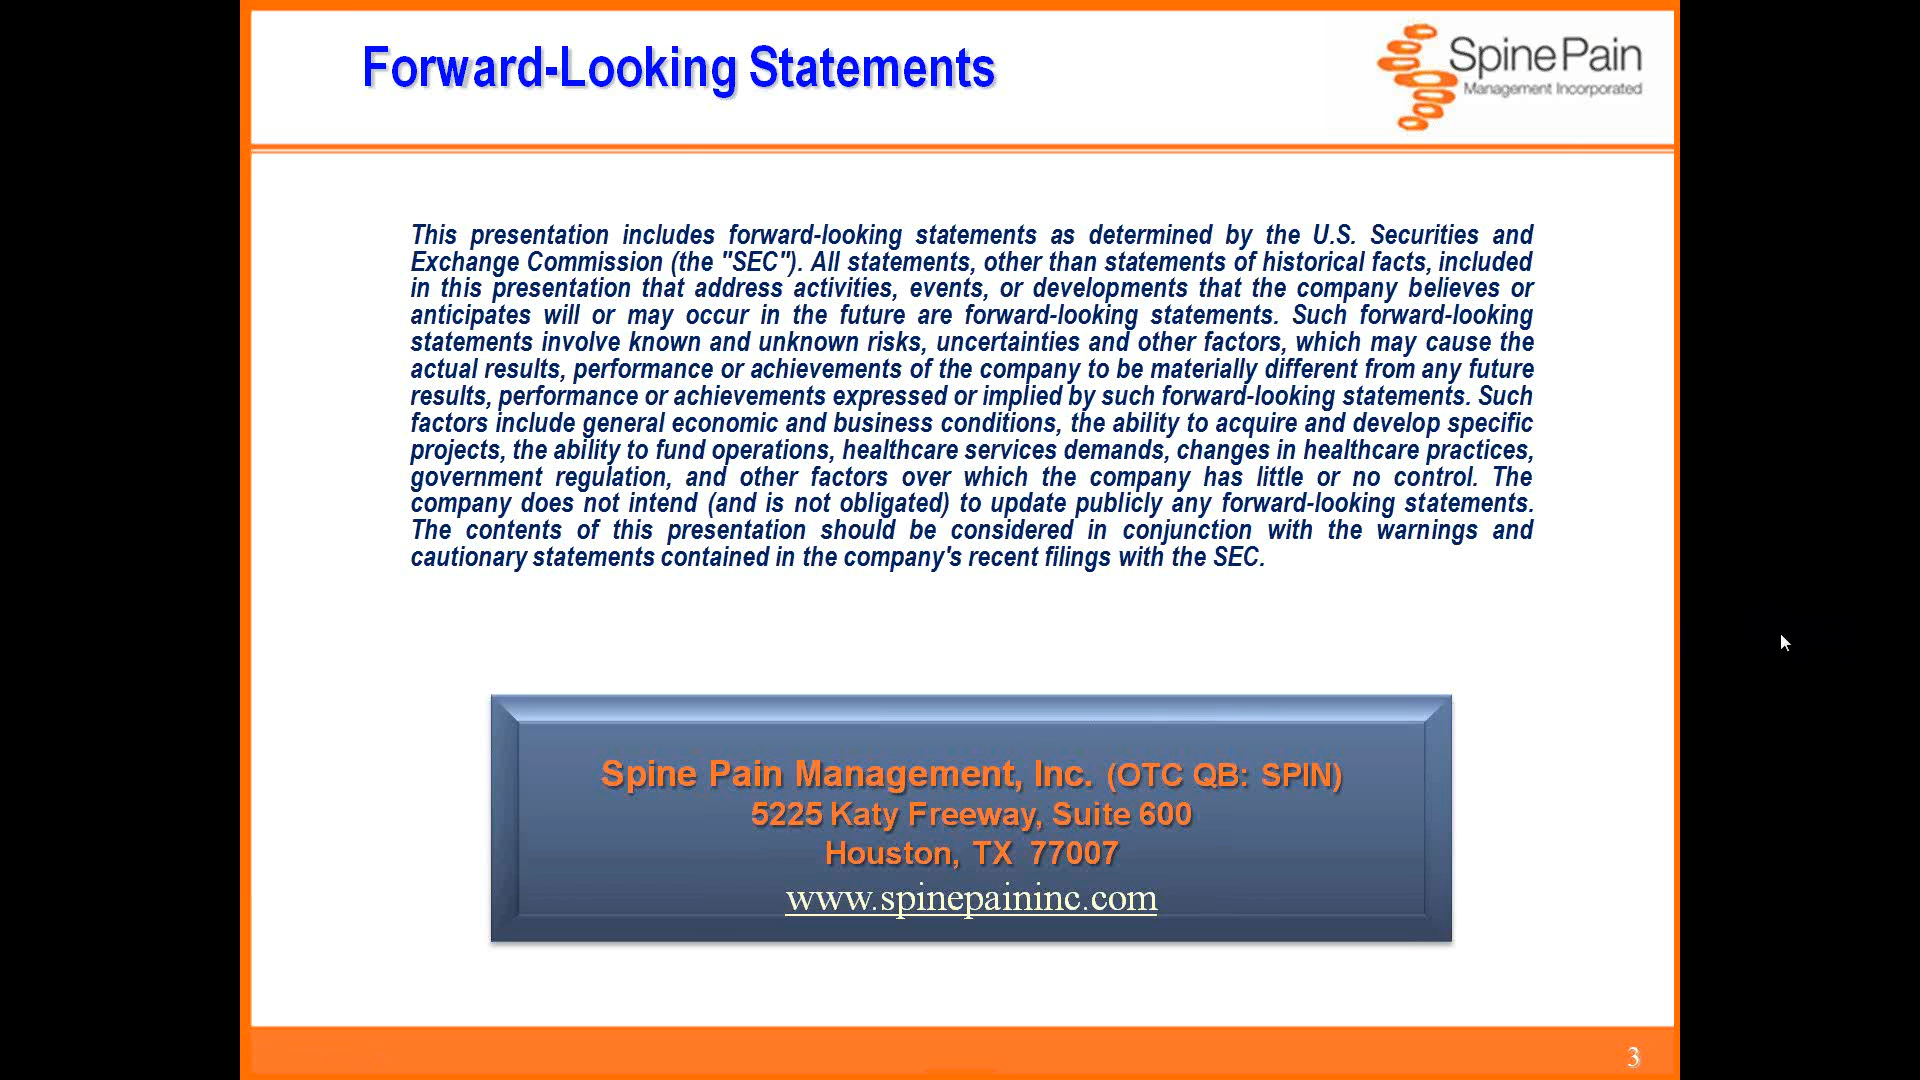 Forward-Looking Statements
Spine Pain
Management Incorporated
This presentation includes forward-looking statements as determined by the U.S. Securities and
Exchange Commission (the "SEC"). All statements, other than statements of historical facts, included
in this presentation that address activities, events, or developments that the company believes or
anticipates will or may occur in the future are forward-looking statements. Such forward-looking
statements involve known and unknown risks, uncertainties and other factors, which may cause the
actual results, performance or achievements of the company to be materially different from any future
results, performance or achievements expressed or implied by such forward-looking statements. Such
factors include general economic and business conditions, the ability to acquire and develop specific
projects, the ability to fund operations, healthcare services demands, changes in healthcare practices,
government regulation, and other factors over which the company has little or no control. The
company does not intend (and is not obligated) to update publicly any forward-looking statements.
The contents of this presentation should be considered in conjunction with the warnings and
cautionary statements contained in the company's recent filings with the SEC.
Spine Pain Management, Inc. (OTC QB: SPIN)
5225 Katy Freeway, Suite 600
Houston, TX 77007
www.spinepaininc.com
3